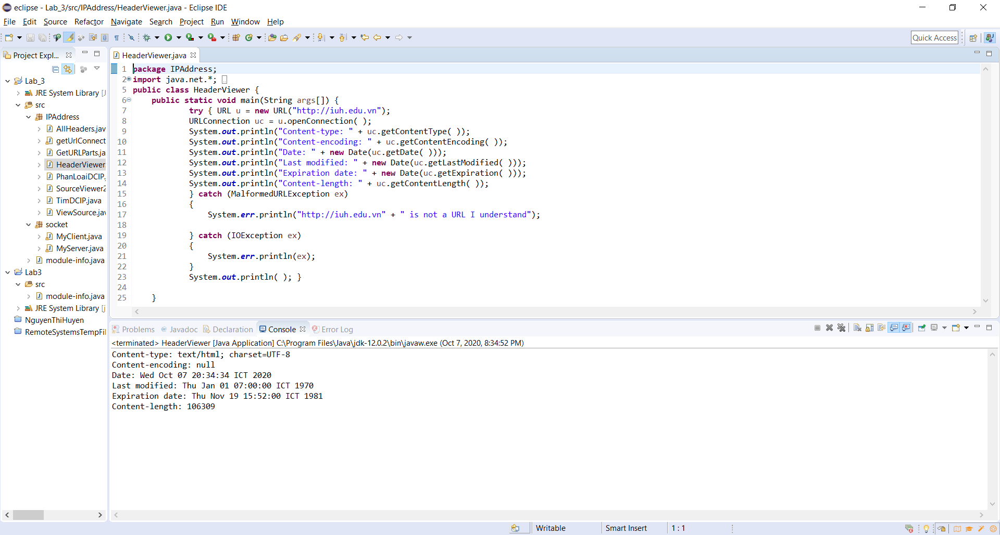 eclipse - Lab_3/src/IPAddress/HeaderViewer.java - Eclipse IDE
File Edit Source Refactor Navigate Search Project Run Window Help
Quick Access
Project Expl...
Lab_3
JRE System Library [J
src
IPAddress
AllHeaders.jav
getUrlConnect
GetURLParts.ja
HeaderViewer
PhanLoaiDCIP.
SourceViewer2
TimDCIP.java
ViewSource.jav
socket
MyClient.java
MyServer.java
module-info.java
Lab3
src
module-info.java
JRE System Library [j
NguyenThiHuyen
RemoteSystemsTempFil
HeaderViewer.java
1 package IPAddress;
2 import java.net.*;
5 public class HeaderViewer {
6 public static void main(String args[]) {
7 try { URL u = new URL("http://iuh.edu.vn");
8 URLConnection uc = u.openConnection( );
9 System.out.println("Content-type: " + uc.getContentType( ));
10 System.out.println("Content-encoding: " + uc.getContentEncoding( ));
11 System.out.println("Date: " + new Date(uc.getDate( )));
12 System.out.println("Last modified: " + new Date(uc.getLastModified( )));
13 System.out.println("Expiration date: " + new Date(uc.getExpiration( )));
14 System.out.println("Content-length: " + uc.getContentLength( ));
15 } catch (MalformedURLException ex)
16 {
17 System.err.println("http://iuh.edu.vn" + " is not a URL I understand");
18
19 } catch (IOException ex)
20 {
21 System.err.println(ex);
22 }
23 System.out.println( ); }
24
25 }
Problems @ Javadoc Declaration Console Error Log
<terminated> HeaderViewer [Java Application] C:\Program Files\Java\jdk-12.0.2\bin\javaw.exe (Oct 7, 2020, 8:34:52 PM)
Content-type: text/html; charset=UTF-8
Content-encoding: null
Date: Wed Oct 07 20:34:34 ICT 2020
Last modified: Thu Jan 01 07:00:00 ICT 1970
Expiration date: Thu Nov 19 15:52:00 ICT 1981
Content-length: 106309
Writable Smart Insert 1 : 1